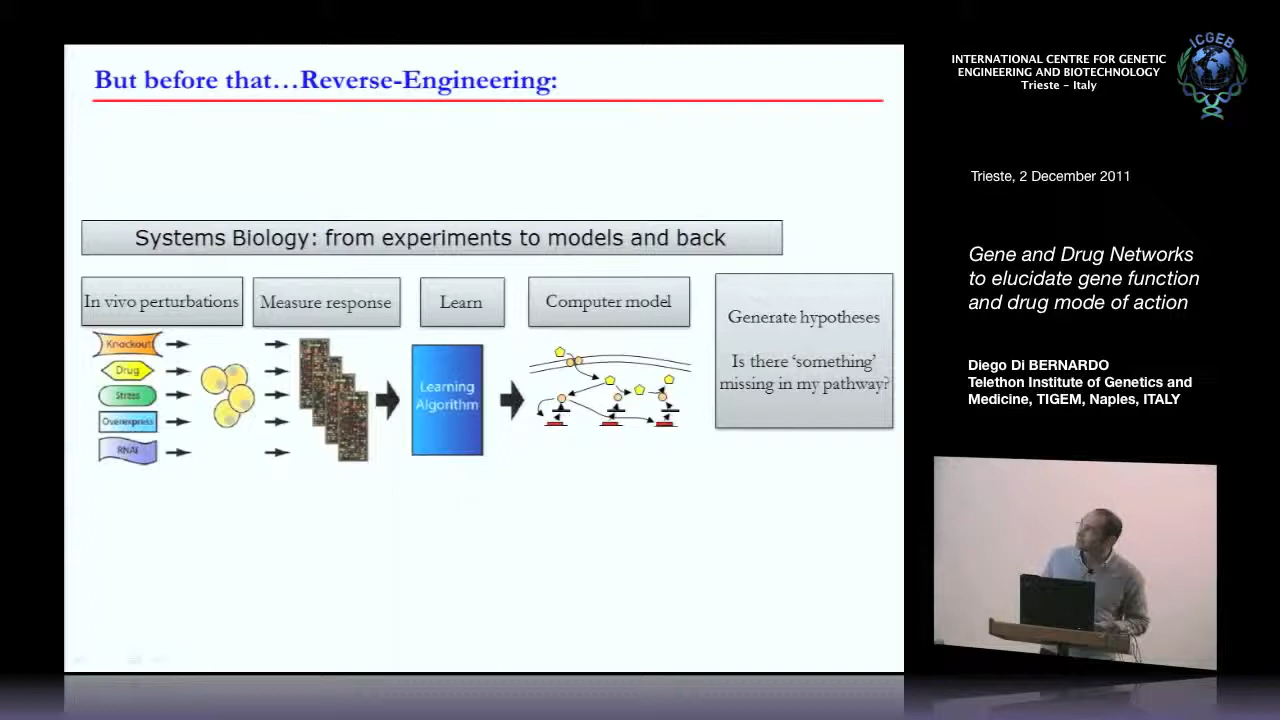 But before that…Reverse-Engineering:
Systems Biology: from experiments to models and back
In vivo perturbations
Measure response
Learn
Computer model
Generate hypotheses
Is there ‘something’
missing in my pathway?
Knockout
Drug
Stress
Overexpress
RNAi
Learning
Algorithm
INTERNATIONAL CENTRE FOR GENETIC
ENGINEERING AND BIOTECHNOLOGY
Trieste - Italy
ICGEB
Trieste, 2 December 2011
Gene and Drug Networks
to elucidate gene function
and drug mode of action
Diego Di BERNARDO
Telethon Institute of Genetics and
Medicine, TIGEM, Naples, ITALY